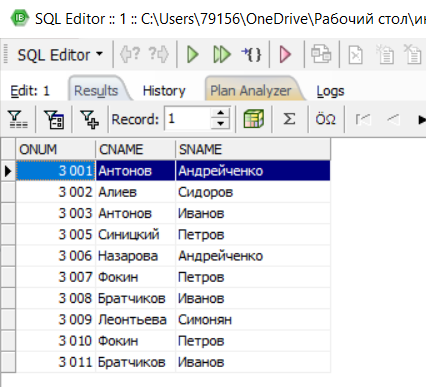 SQL Editor :: 1 :: C:\Users\79156\OneDrive\Рабочий стол\ин
SQL Editor
Edit: 1 Results History Plan Analyzer Logs
Record: 1 Σ ÖΩ
ONUM CNAME SNAME
3 001 Антонов Андрейченко
3 002 Алиев Сидоров
3 003 Антонов Иванов
3 005 Синицкий Петров
3 006 Назарова Андрейченко
3 007 Фокин Петров
3 008 Братчиков Иванов
3 009 Леонтьева Симонян
3 010 Фокин Петров
3 011 Братчиков Иванов